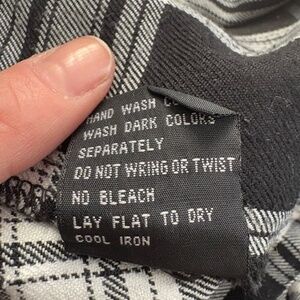 HAND WASH
WASH DARK COLORS
SEPARATELY
DO NOT WRING OR TWIST
NO BLEACH
LAY FLAT TO DRY
COOL IRON